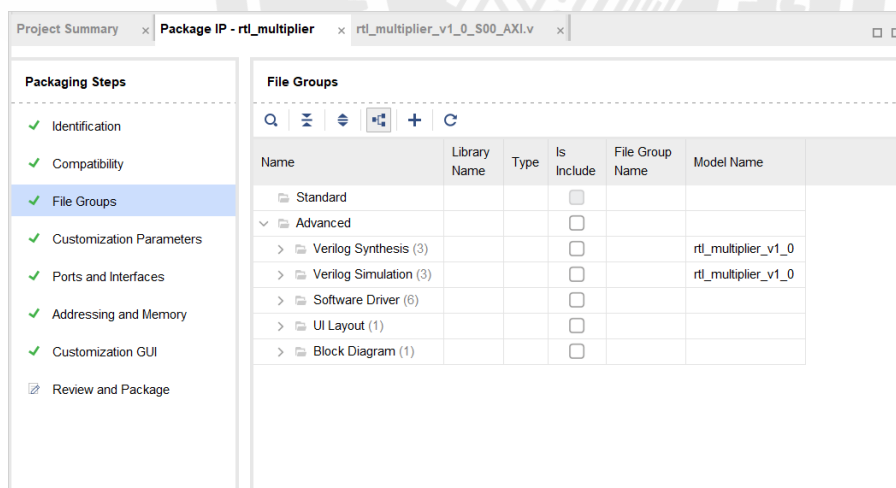 Project Summary × Package IP - rtl_multiplier × rtl_multiplier_v1_0_S00_AXI.v ×
Packaging Steps
Identification
Compatibility
File Groups
Customization Parameters
Ports and Interfaces
Addressing and Memory
Customization GUI
Review and Package
File Groups
Name Library Name Type Is Include File Group Name Model Name
Standard
Advanced
Verilog Synthesis (3) rtl_multiplier_v1_0
Verilog Simulation (3) rtl_multiplier_v1_0
Software Driver (6)
UI Layout (1)
Block Diagram (1)